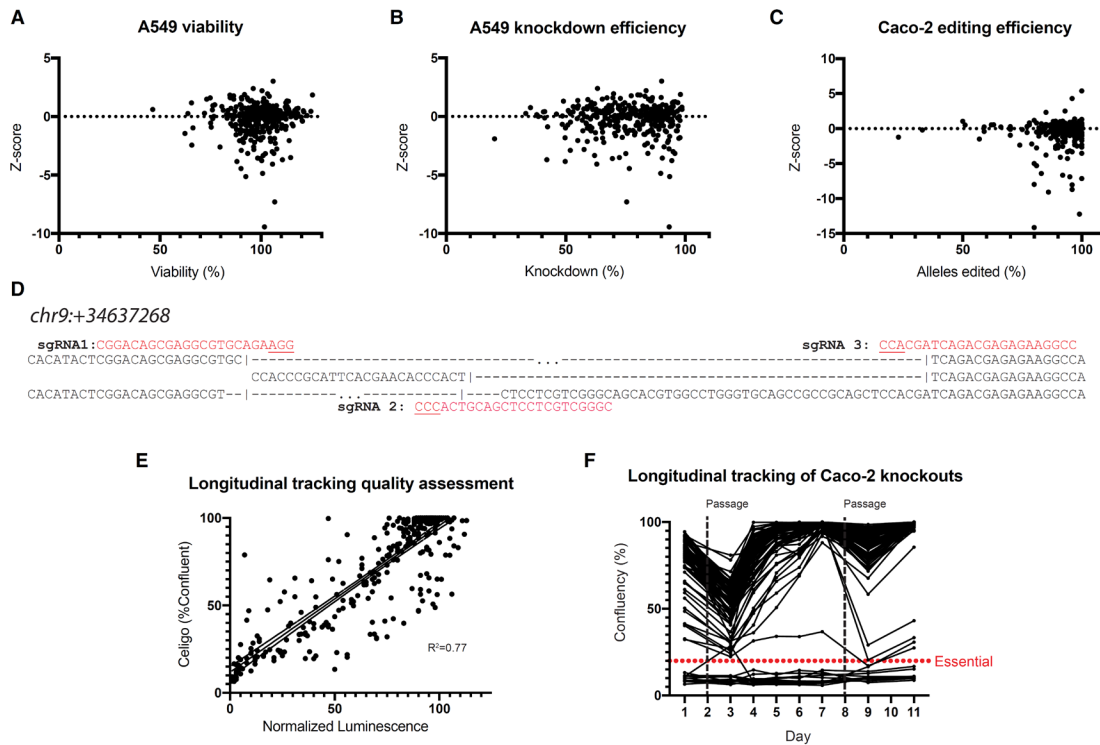 A
A549 viability
5
0
-5
-10
Z-score
0
50
100
Viability (%)
B
A549 knockdown efficiency
5
0
-5
-10
Z-score
0
50
100
Knockdown (%)
C
Caco-2 editing efficiency
10
5
0
-5
-10
-15
Z-score
0
50
100
Alleles edited (%)
D
chr9:+34637268
sgRNA1:CGGACAGCGAGGCGTGCAGAAGG
sgRNA 3: CCACGATCAGACGAGAGAAGGCC
CACATACTCGGACAGCGAGGCGTGC|------------------------------...----------------------------------------|TCAGACGAGAGAAGGCCA
CCACCCGCATTCACGAACACCCACT|------------------------------------------------------|TCAGACGAGAGAAGGCCA
CACATACTCGGACAGCGAGGCGT--|----------...-----------|----CTCCTCGTCGGGCAGCACGTGGCCTGGGTGCAGCCGCCGCAGCTCCACGATCAGACGAGAGAAGGCCA
sgRNA 2: CCCACTGCAGCTCCTCGTCGGGC
E
Longitudinal tracking quality assessment
100
50
0
Celigo (%Confluent)
R²=0.77
0
50
100
Normalized Luminescence
F
Longitudinal tracking of Caco-2 knockouts
Passage
Passage
100
50
0
Confluency (%)
Essential
1 2 3 4 5 6 7 8 9 10 11
Day